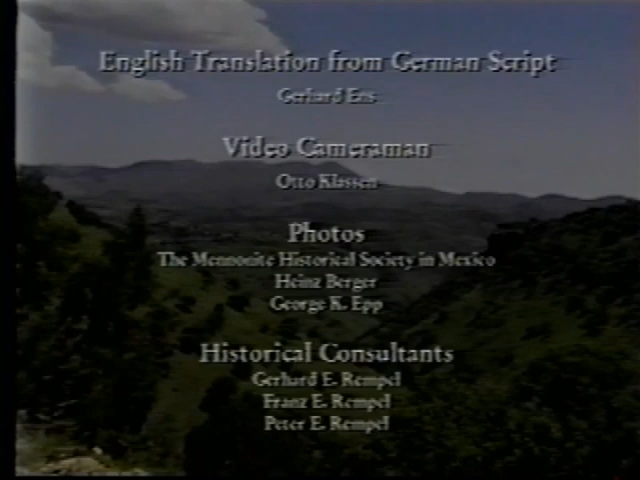 English Translation from German Script
Gerhard Ens
Video Cameraman
Otto Klassen
Photos
The Mennonite Historical Society in Mexico
Heinz Berger
George K. Epp
Historical Consultants
Gerhard E. Rempel
Franz E. Rempel
Peter E. Rempel